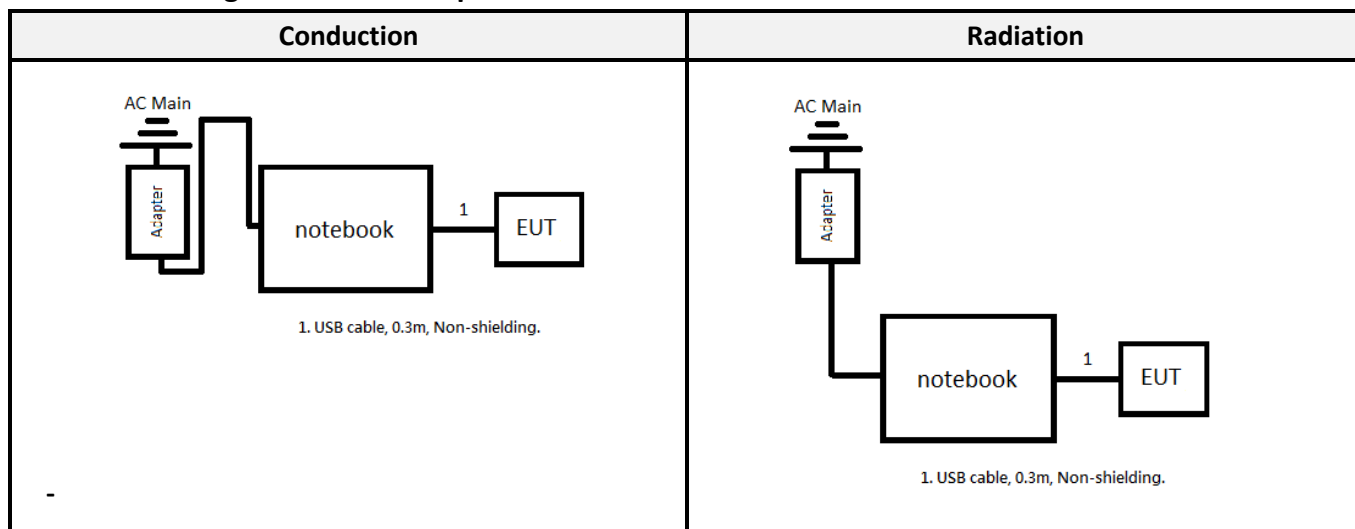 Conduction
Radiation
AC Main
Adapter
notebook
1
EUT
1. USB cable, 0.3m, Non-shielding.
-
AC Main
Adapter
notebook
1
EUT
1. USB cable, 0.3m, Non-shielding.